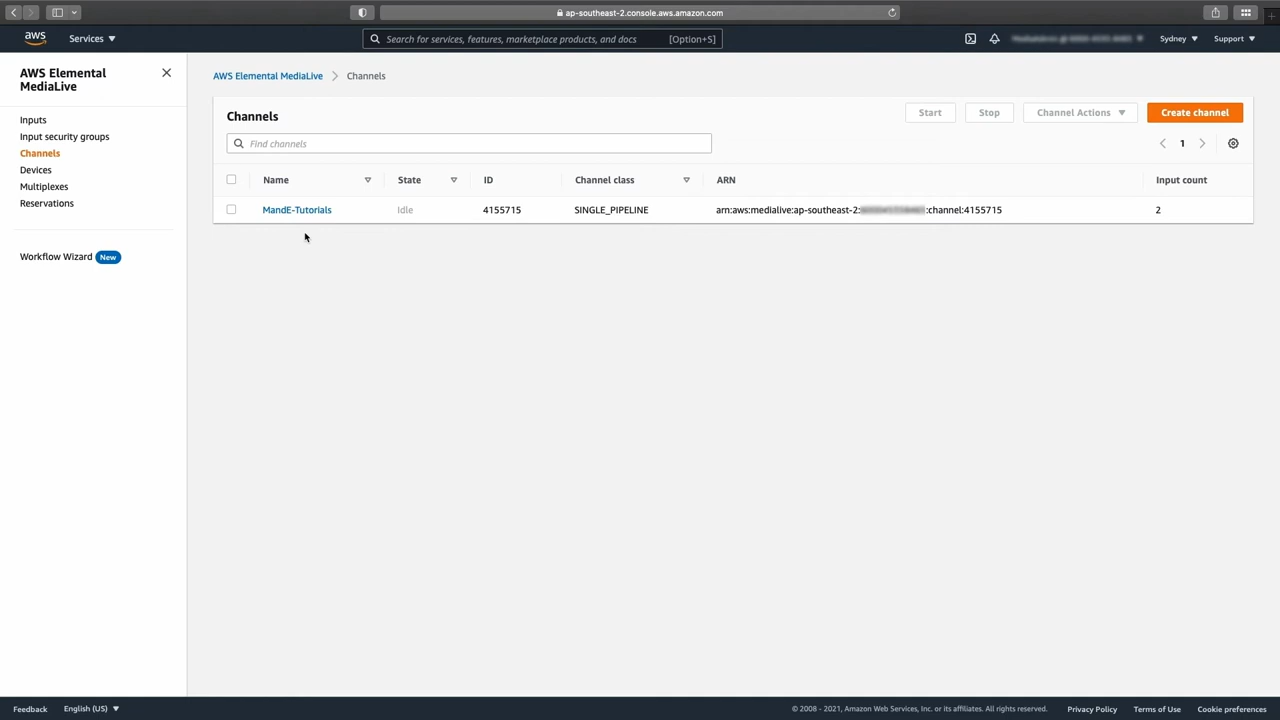 ap-southeast-2.console.aws.amazon.com
aws
Services
Search for services, features, marketplace products, and docs
[Option+S]
Sydney
Support
AWS Elemental
MediaLive
Inputs
Input security groups
Channels
Devices
Multiplexes
Reservations
Workflow Wizard New
AWS Elemental MediaLive > Channels
Channels
Start
Stop
Channel Actions
Create channel
Find channels
1
Name State ID Channel class ARN Input count
MandE-Tutorials Idle 4155715 SINGLE_PIPELINE arn:aws:medialive:ap-southeast-2: :channel:4155715 2
Feedback
English (US)
© 2008 - 2021, Amazon Web Services, Inc. or its affiliates. All rights reserved.
Privacy Policy
Terms of Use
Cookie preferences